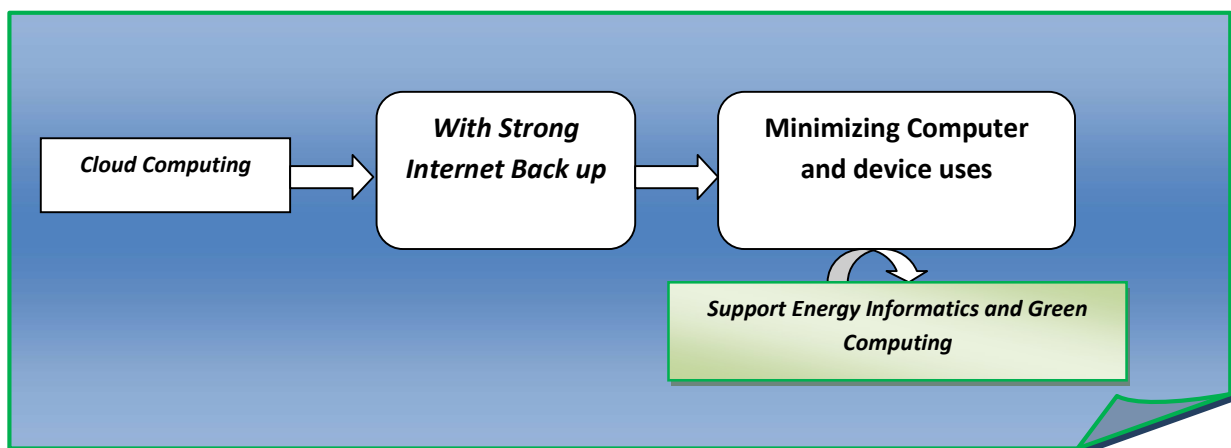 Cloud Computing
With Strong
Internet Back up
Minimizing Computer
and device uses
Support Energy Informatics and Green
Computing